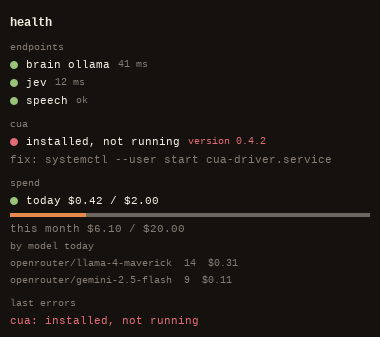 health
endpoints
brain ollama 41 ms
jev 12 ms
speech ok
cua
installed, not running version 0.4.2
fix: systemctl --user start cua-driver.service
spend
today $0.42 / $2.00
this month $6.10 / $20.00
by model today
openrouter/llama-4-maverick 14 $0.31
openrouter/gemini-2.5-flash 9 $0.11
last errors
cua: installed, not running